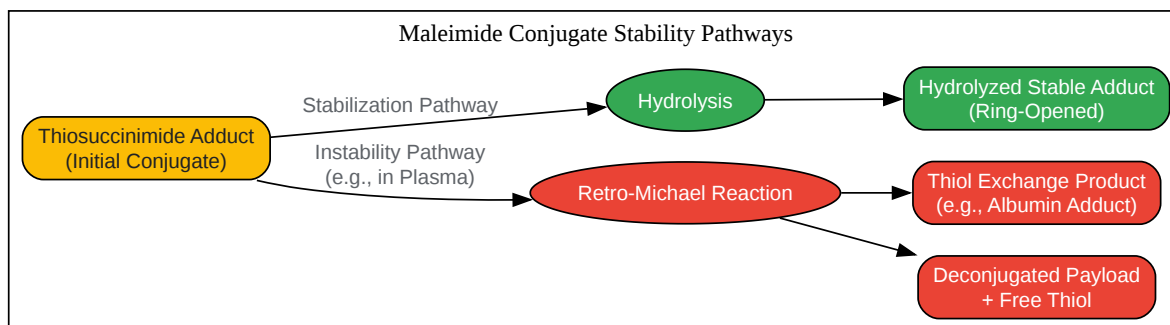 Maleimide Conjugate Stability Pathways
Thiosuccinimide Adduct
(Initial Conjugate)
Stabilization Pathway
Hydrolysis
Hydrolyzed Stable Adduct
(Ring-Opened)
Instability Pathway
(e.g., in Plasma)
Retro-Michael Reaction
Thiol Exchange Product
(e.g., Albumin Adduct)
Deconjugated Payload
+ Free Thiol